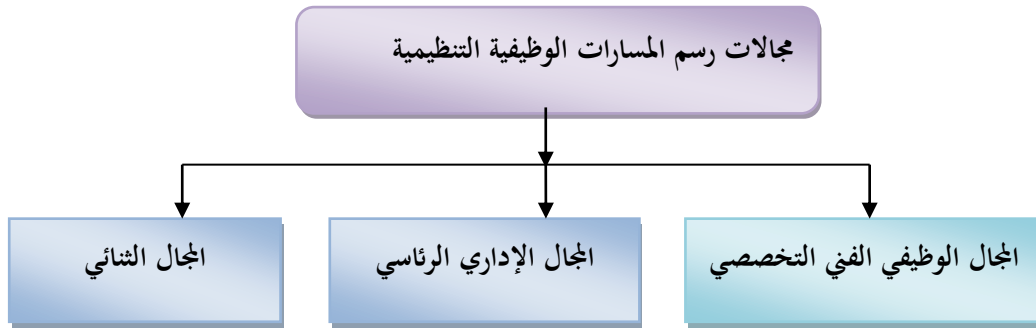 مجالات رسم المسارات الوظيفية التنظيمية
المجال الوظيفي الفني التخصصي
المجال الإداري الرئاسي
المجال الثنائي